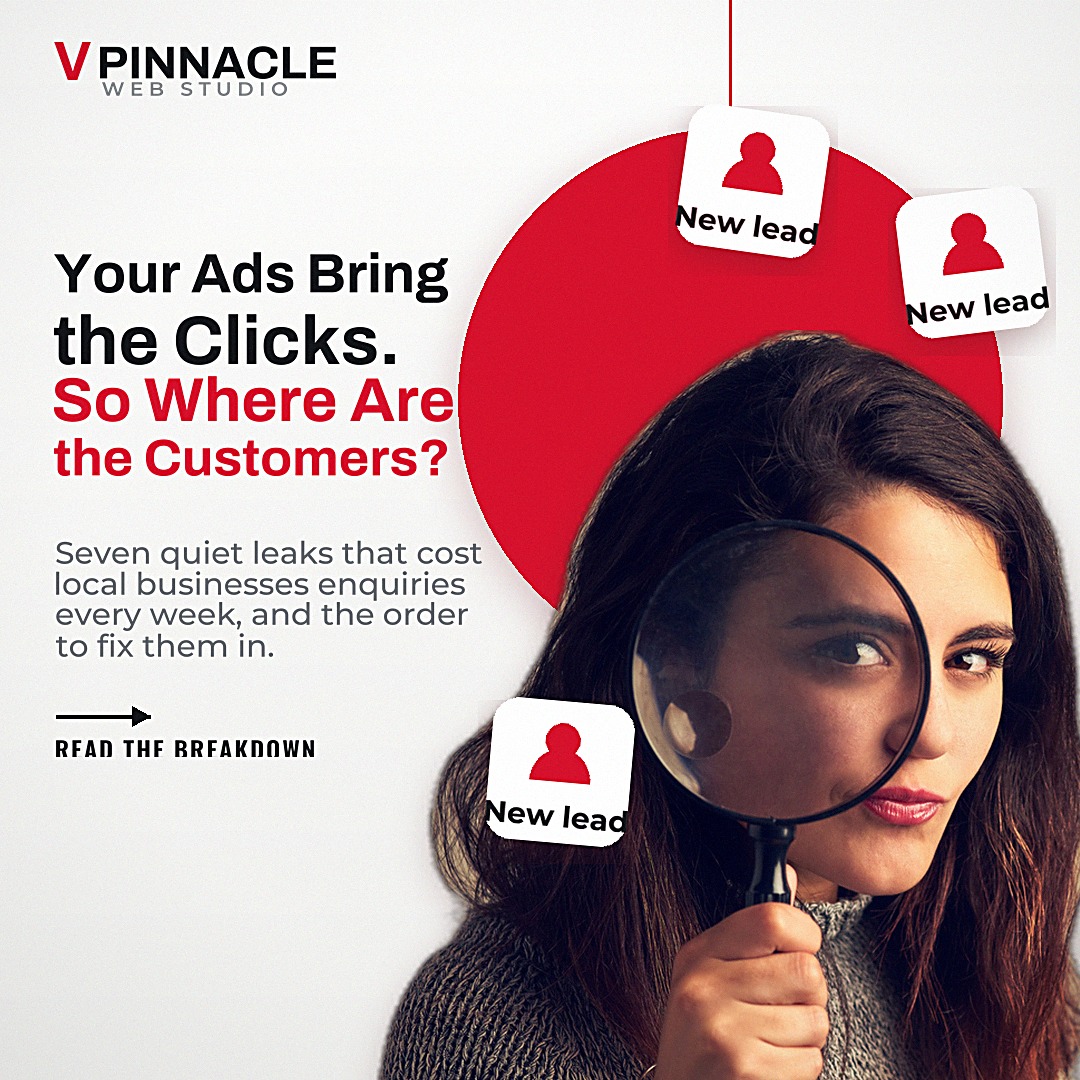 V PINNACLE
WEB STUDIO
New lead
New lead
Your Ads Bring
the Clicks.
So Where Are
the Customers?
Seven quiet leaks that cost
local businesses enquiries
every week, and the order
to fix them in.
READ THE BREAKDOWN
New lead